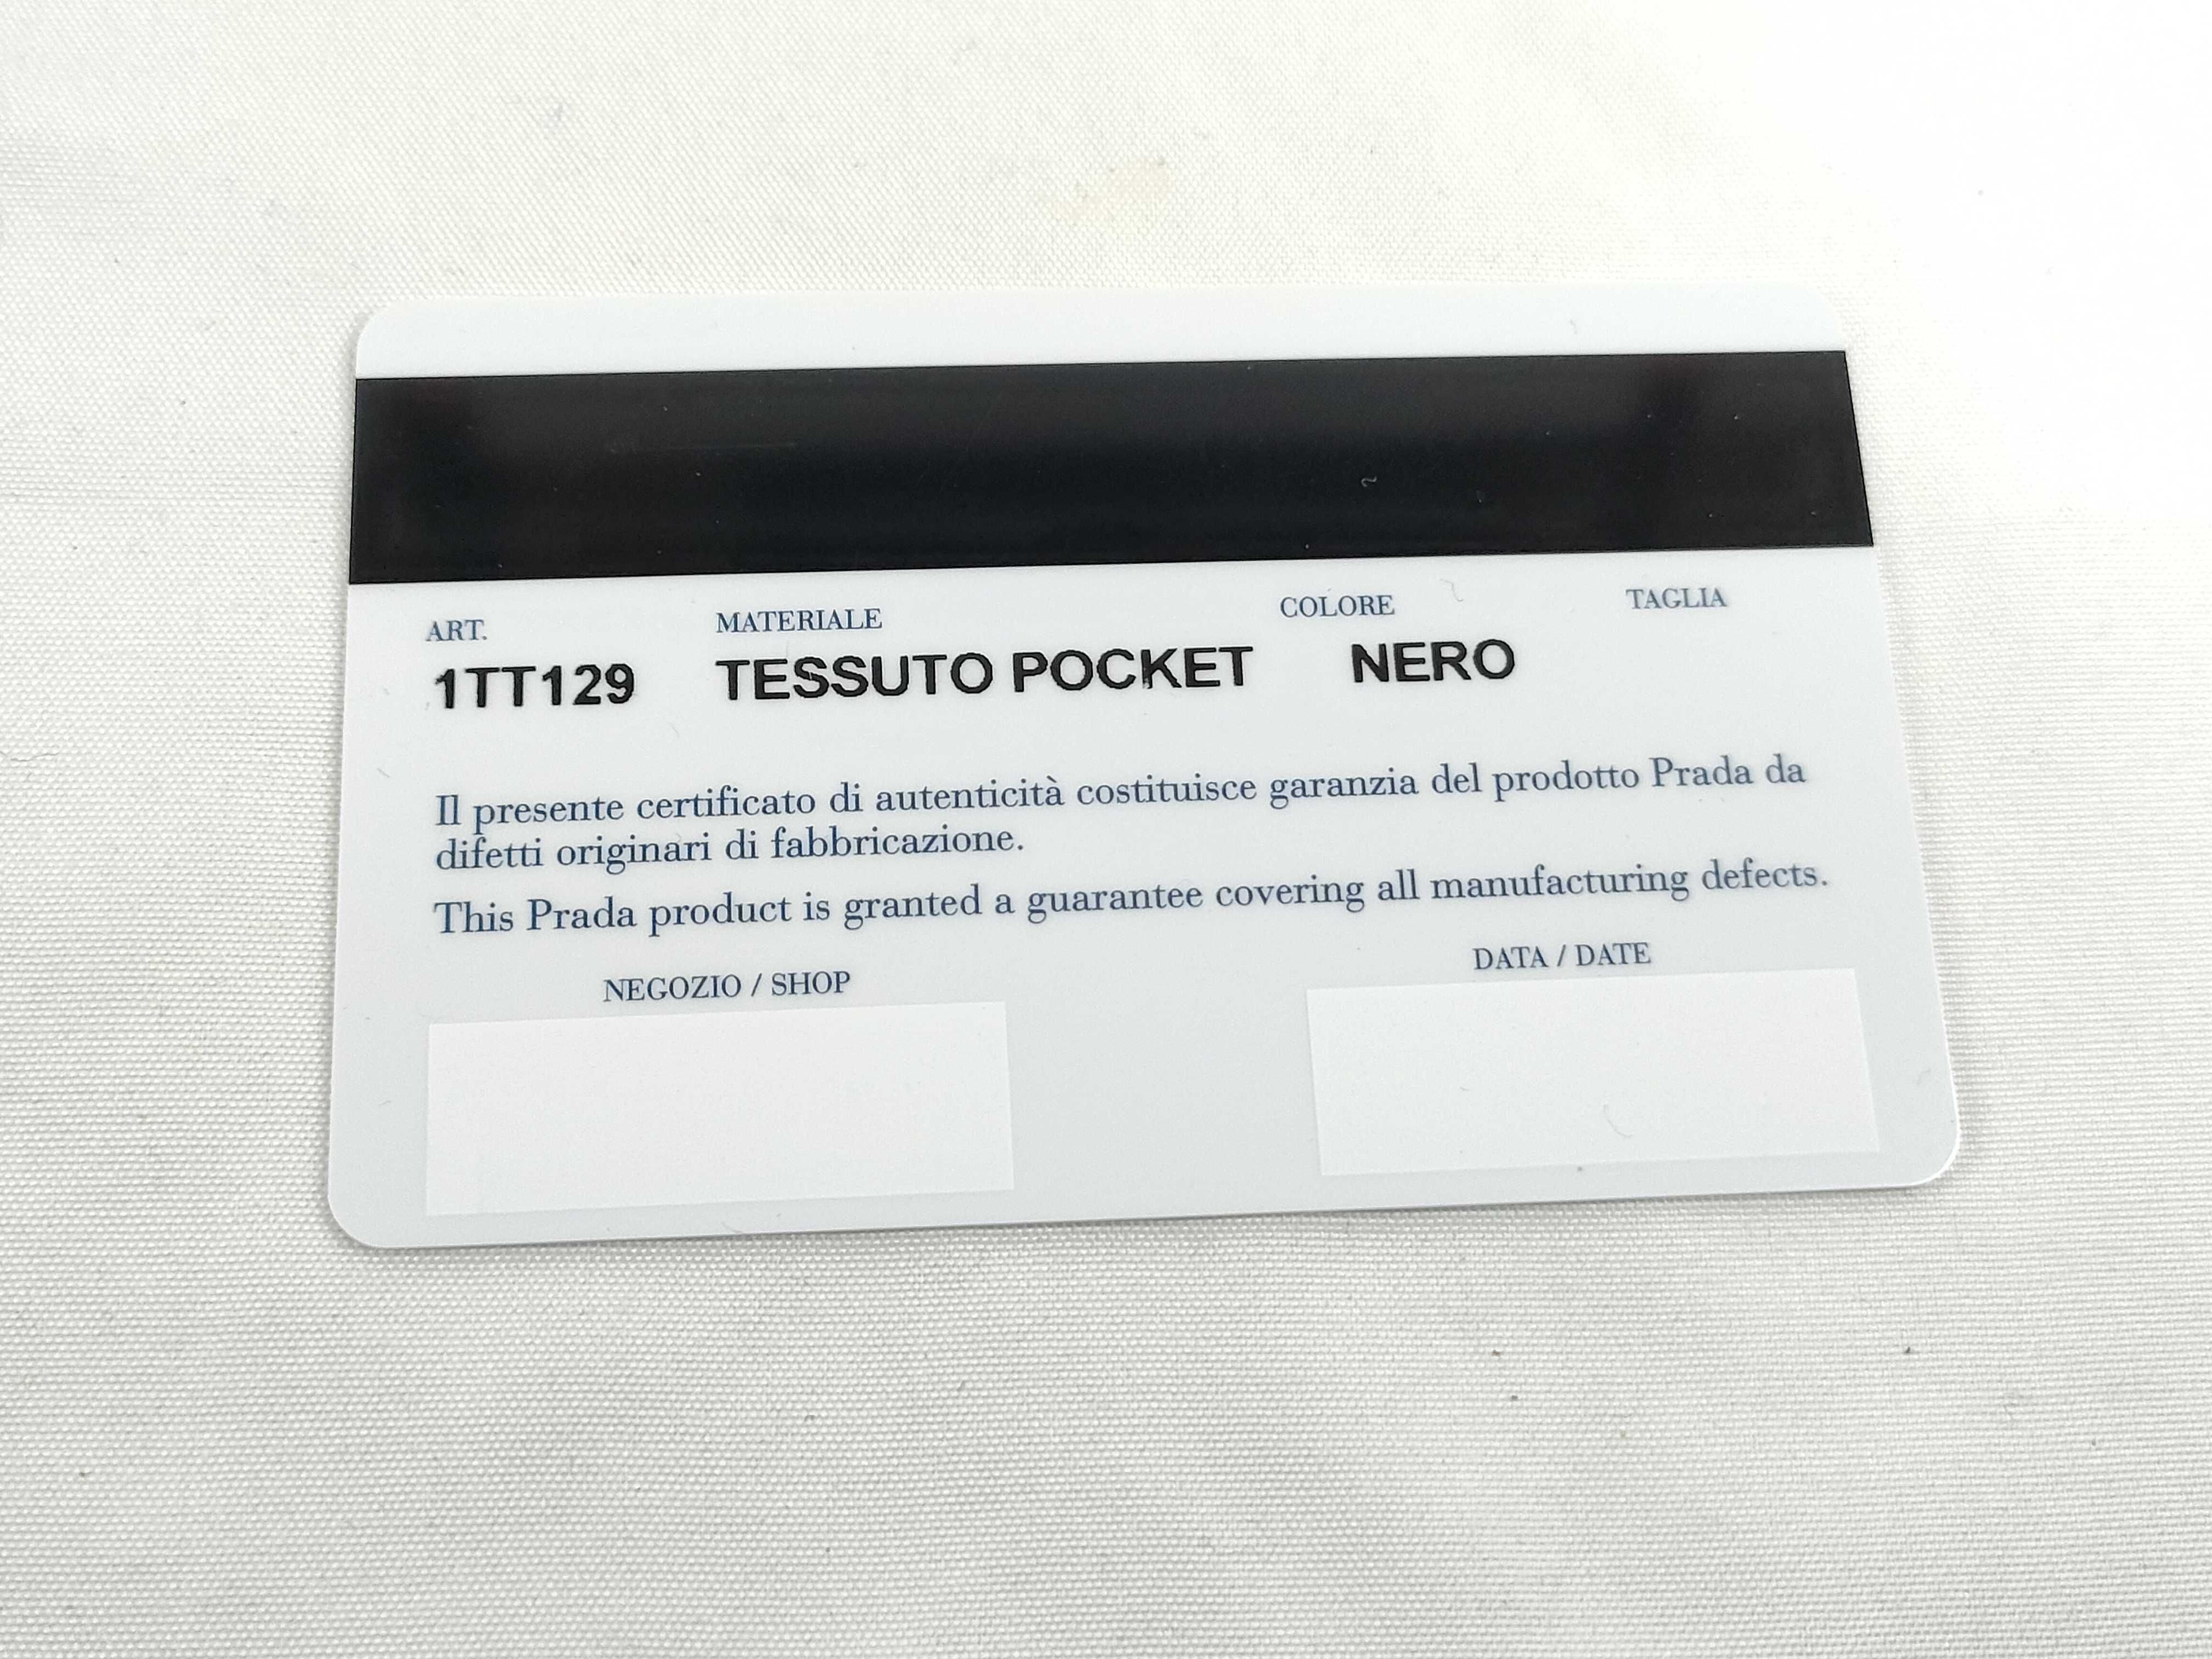 ART. MATERIALE COLORE TAGLIA
1TT129 TESSUTO POCKET NERO
Il presente certificato di autenticità costituisce garanzia del prodotto Prada da
difetti originari di fabbricazione.
This Prada product is granted a guarantee covering all manufacturing defects.
NEGOZIO / SHOP DATA / DATE